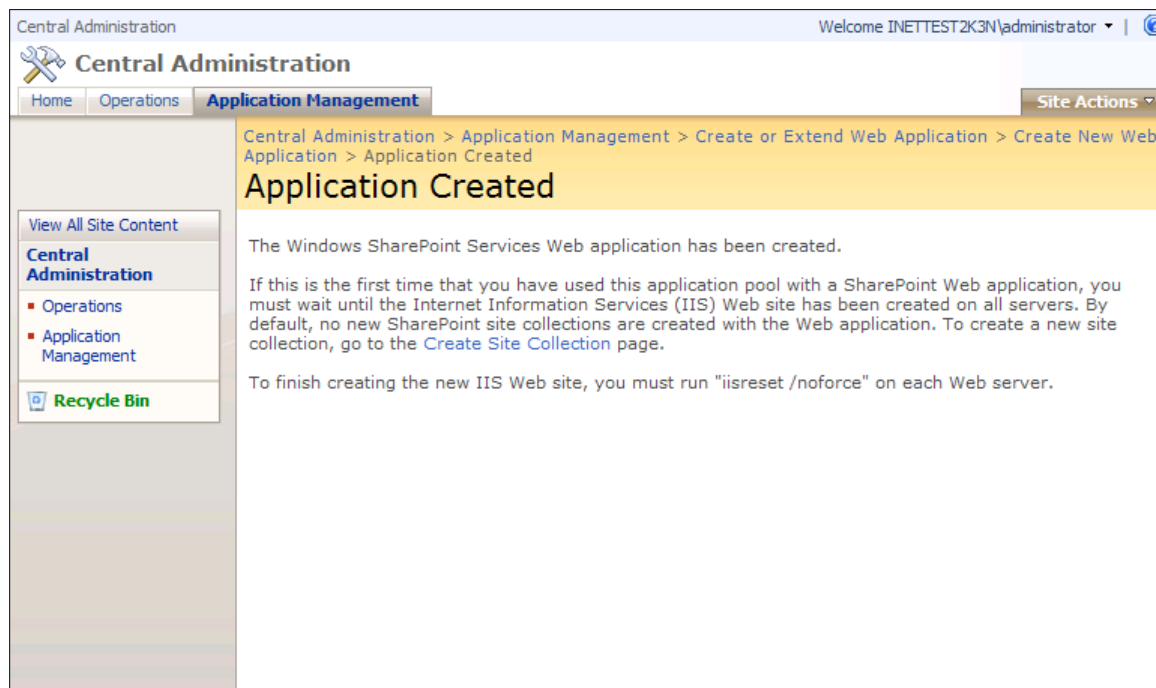 Central Administration
Welcome INETTEST2K3N\administrator
|
Central Administration
Home
Operations
Application Management
Site Actions
Central Administration > Application Management > Create or Extend Web Application > Create New Web
Application > Application Created
Application Created
View All Site Content
Central
Administration
Operations
Application
Management
Recycle Bin
The Windows SharePoint Services Web application has been created.
If this is the first time that you have used this application pool with a SharePoint Web application, you
must wait until the Internet Information Services (IIS) Web site has been created on all servers. By
default, no new SharePoint site collections are created with the Web application. To create a new site
collection, go to the Create Site Collection page.
To finish creating the new IIS Web site, you must run "iisreset /noforce" on each Web server.